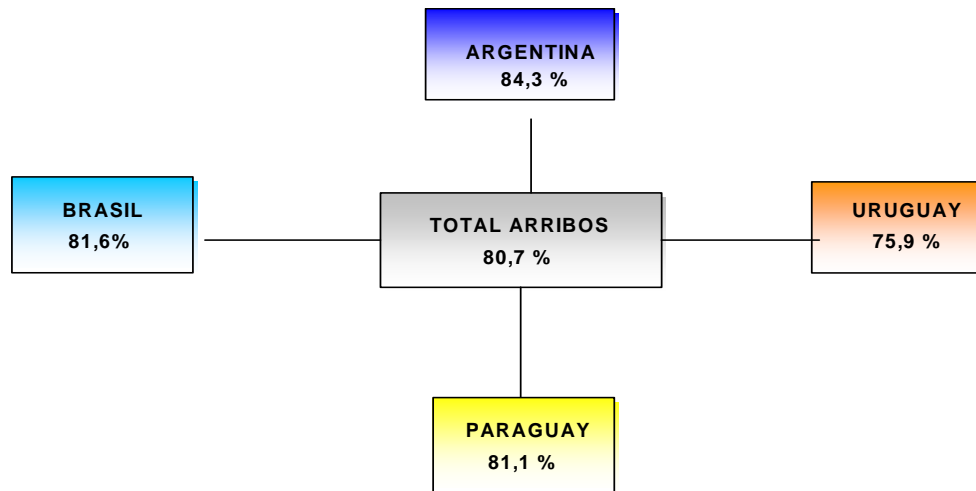 ARGENTINA
84,3 %
BRASIL
81,6%
TOTAL ARRIBOS
80,7 %
URUGUAY
75,9 %
PARAGUAY
81,1 %